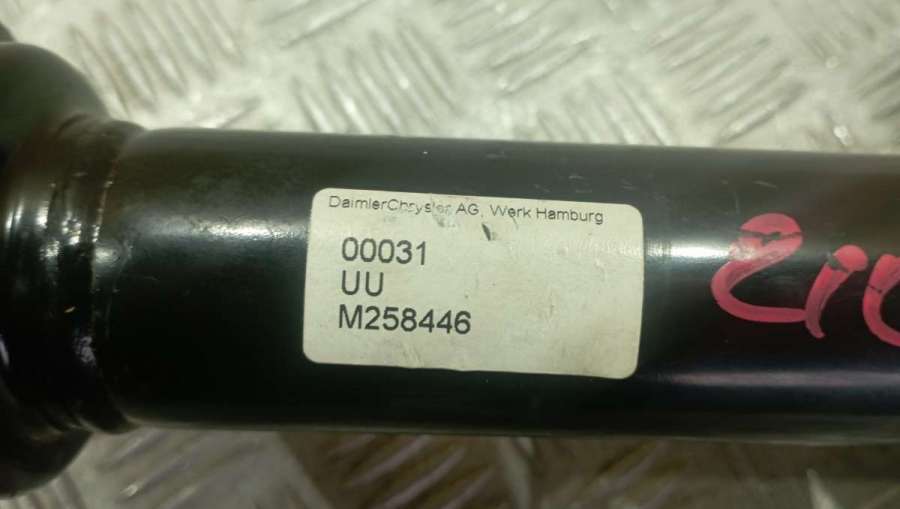 DaimlerChrysler AG, Werk Hamburg
00031
UU
M258446